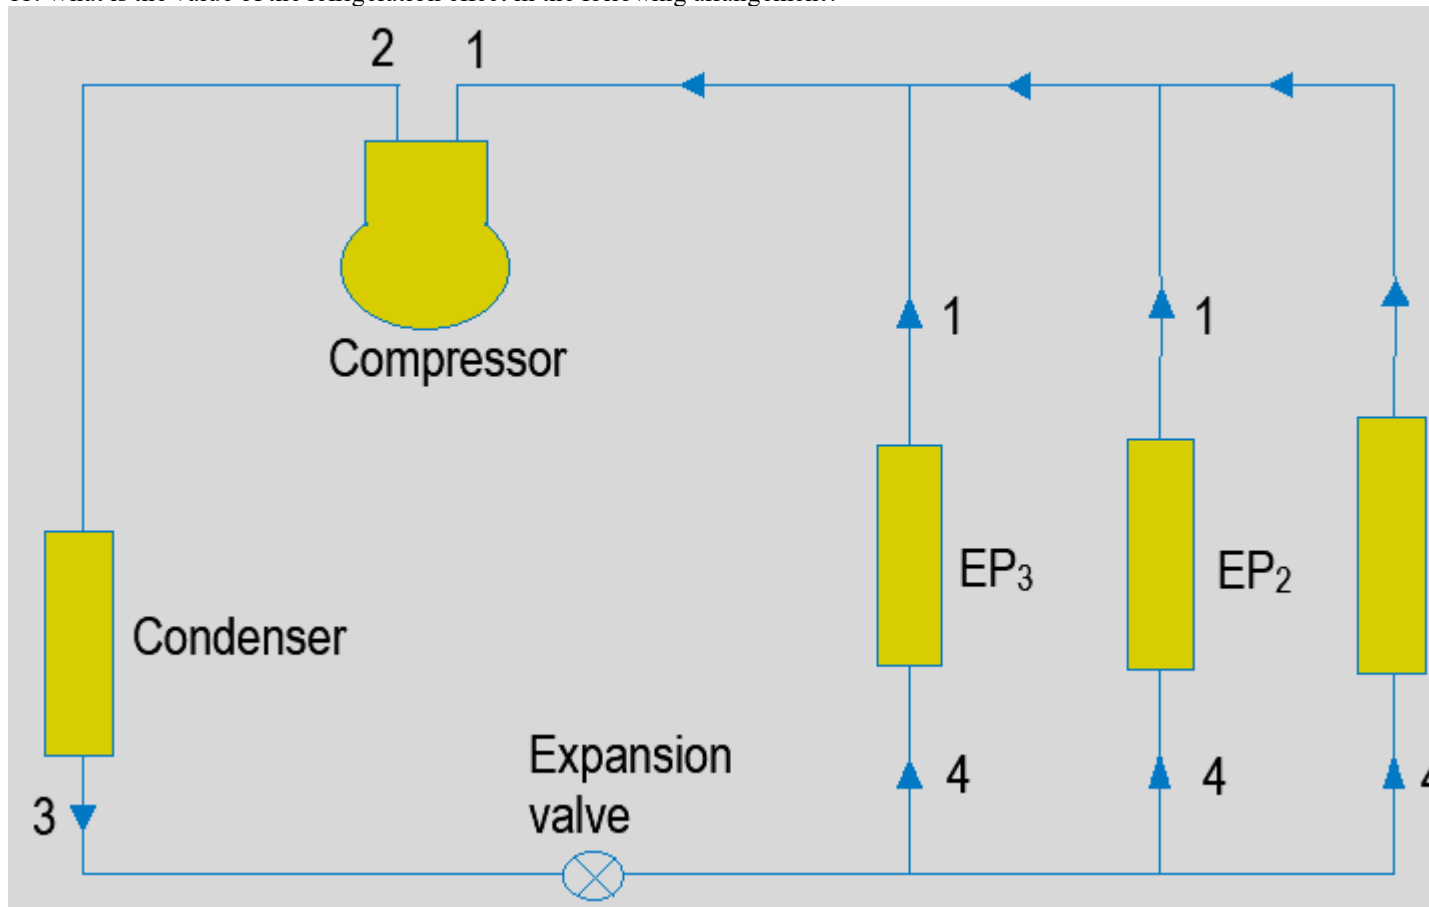 2 1
Compressor
1 1
EP₃
EP₂
Condenser
Expansion
valve
4 4
3